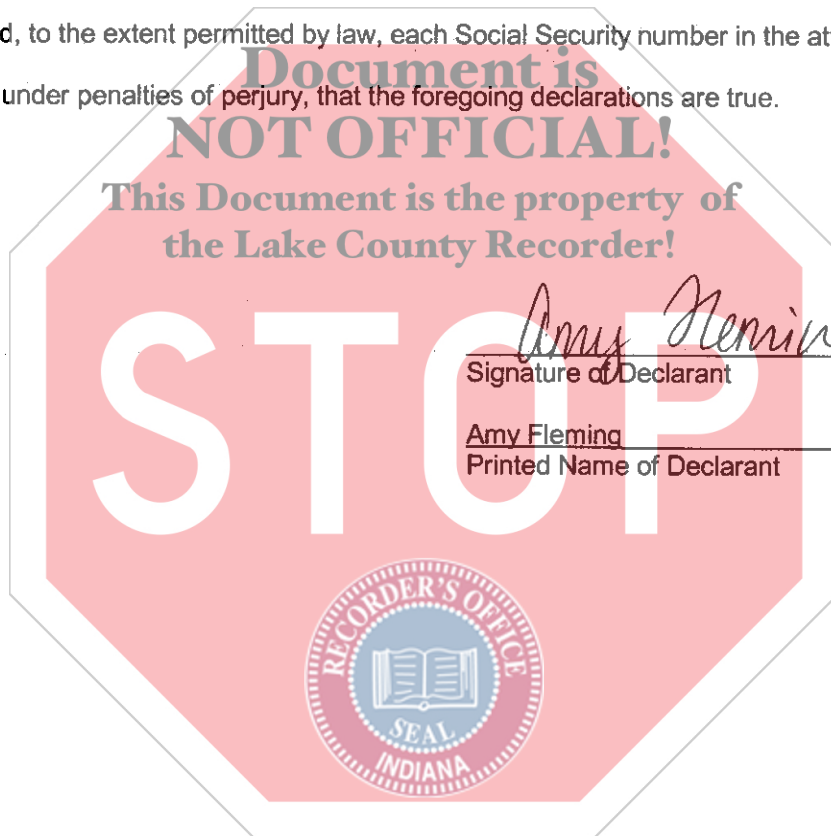 d, to the extent permitted by law, each Social Security number in the at
Document is
under penalties of perjury, that the foregoing declarations are true.
NOT OFFICIAL!
This Document is the property of
the Lake County Recorder!
STOP
Amy Flemin
Signature of Declarant
Amy Fleming
Printed Name of Declarant
RECORDER'S OFFICE
SEAL
INDIANA